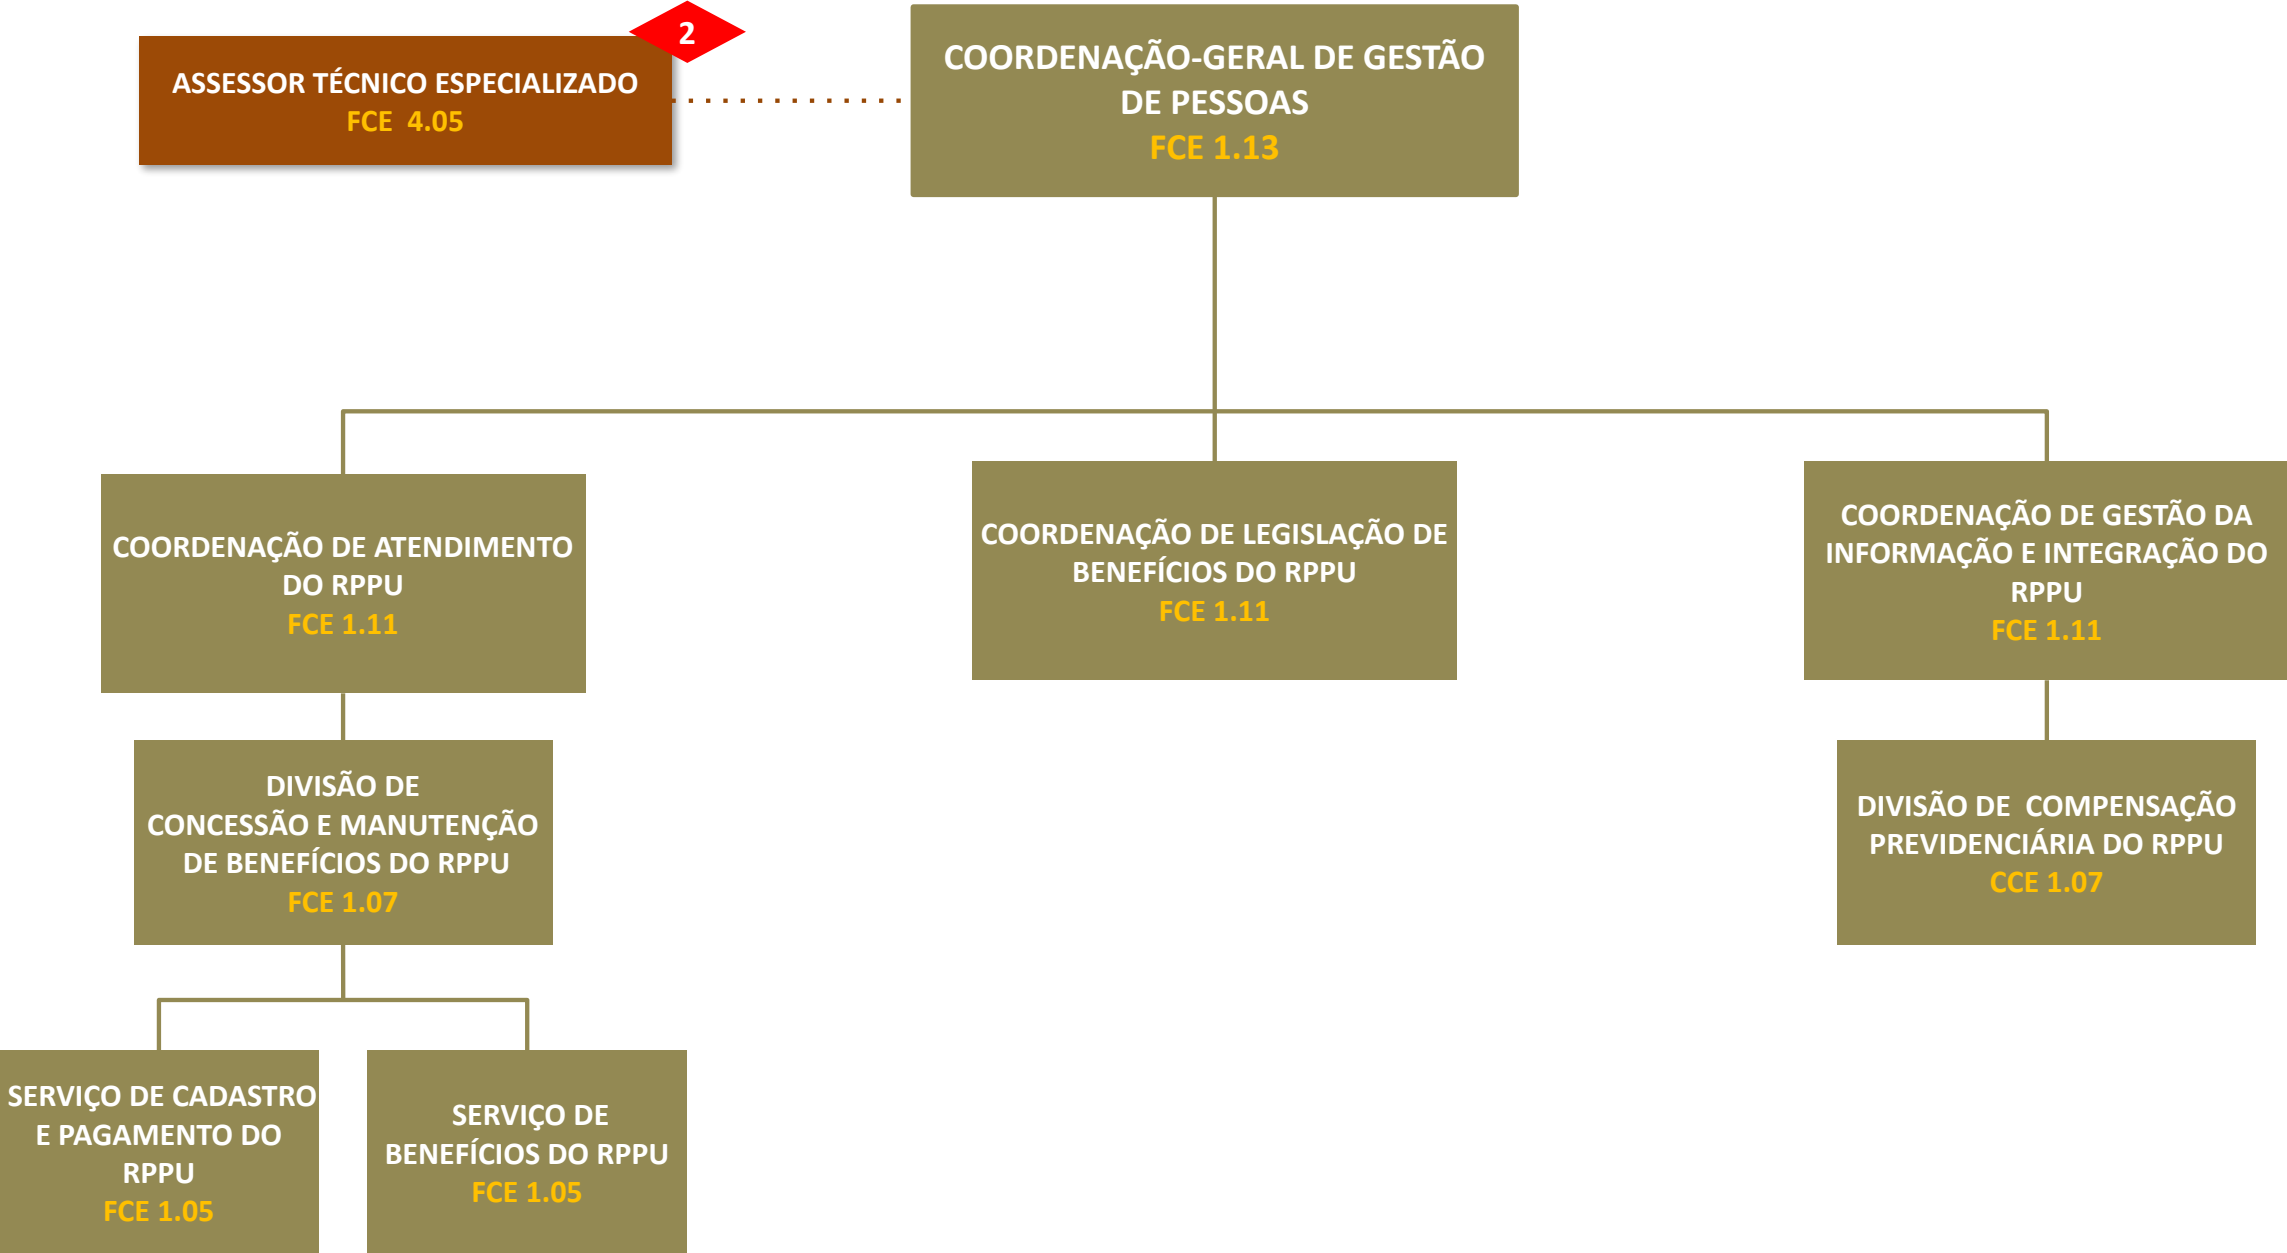 2
ASSESSOR TÉCNICO ESPECIALIZADO
FCE 4.05
COORDENAÇÃO-GERAL DE GESTÃO
DE PESSOAS
FCE 1.13
COORDENAÇÃO DE ATENDIMENTO
DO RPPU
FCE 1.11
COORDENAÇÃO DE LEGISLAÇÃO DE
BENEFÍCIOS DO RPPU
FCE 1.11
COORDENAÇÃO DE GESTÃO DA
INFORMAÇÃO E INTEGRAÇÃO DO
RPPU
FCE 1.11
DIVISÃO DE
CONCESSÃO E MANUTENÇÃO
DE BENEFÍCIOS DO RPPU
FCE 1.07
DIVISÃO DE COMPENSAÇÃO
PREVIDENCIÁRIA DO RPPU
CCE 1.07
SERVIÇO DE CADASTRO
E PAGAMENTO DO
RPPU
FCE 1.05
SERVIÇO DE
BENEFÍCIOS DO RPPU
FCE 1.05